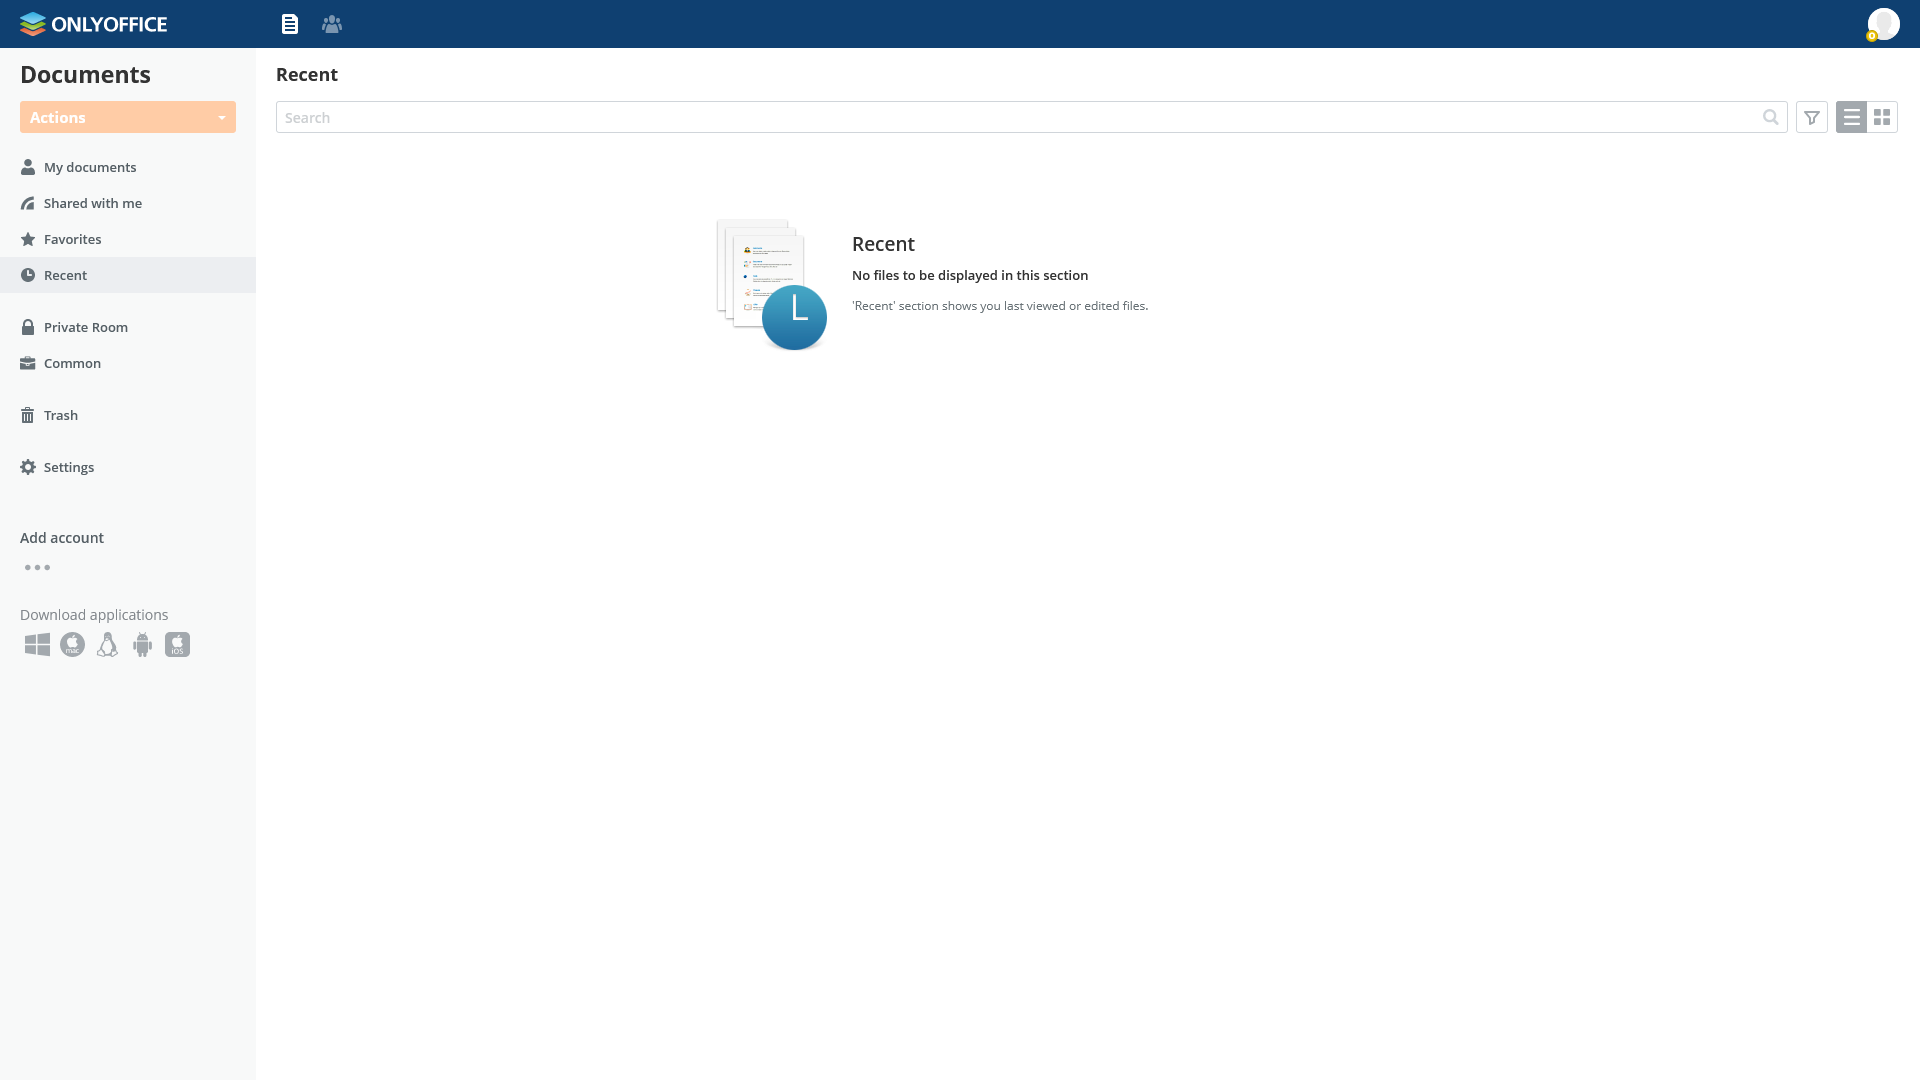 ONLYOFFICE
Documents
Actions
My documents
Shared with me
Favorites
Recent
Private Room
Common
Trash
Settings
Add account
Download applications
mac
iOS
Recent
Search
Recent
No files to be displayed in this section
'Recent' section shows you last viewed or edited files.